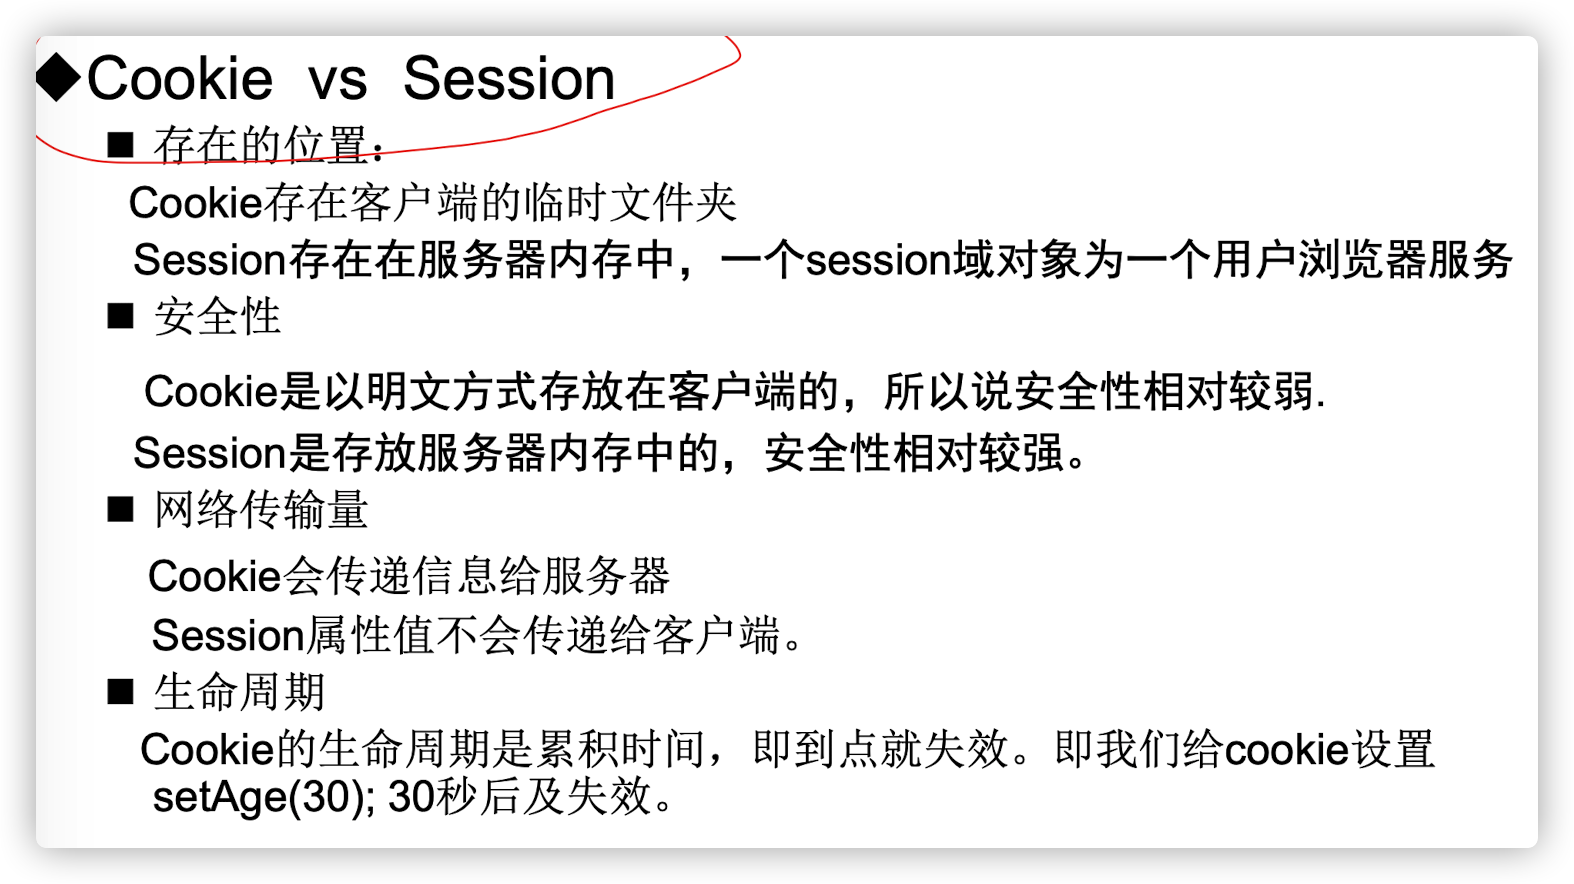 ◆Cookie vs Session
■ 存在的位置：
Cookie存在客户端的临时文件夹
Session存在在服务器内存中，一个session域对象为一个用户浏览器服务
■ 安全性
Cookie是以明文方式存放在客户端的，所以说安全性相对较弱.
Session是存放服务器内存中的，安全性相对较强。
■ 网络传输量
Cookie会传递信息给服务器
Session属性值不会传递给客户端。
■ 生命周期
Cookie的生命周期是累积时间，即到点就失效。即我们给cookie设置
setAge(30); 30秒后及失效。